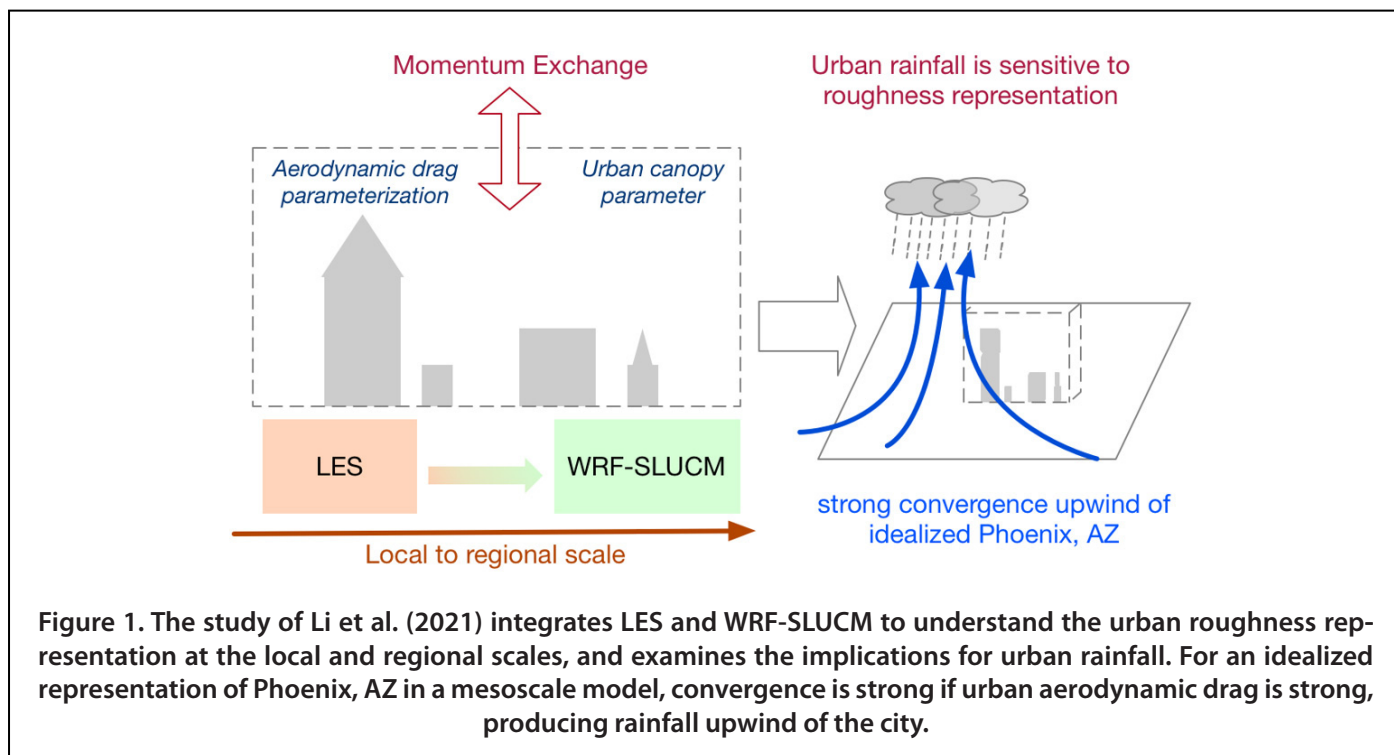 Momentum Exchange
Urban rainfall is sensitive to
roughness representation
Aerodynamic drag
parameterization
Urban canopy
parameter
LES
WRF-SLUCM
Local to regional scale
strong convergence upwind of
idealized Phoenix, AZ
Figure 1. The study of Li et al. (2021) integrates LES and WRF-SLUCM to understand the urban roughness rep-
resentation at the local and regional scales, and examines the implications for urban rainfall. For an idealized
representation of Phoenix, AZ in a mesoscale model, convergence is strong if urban aerodynamic drag is strong,
producing rainfall upwind of the city.